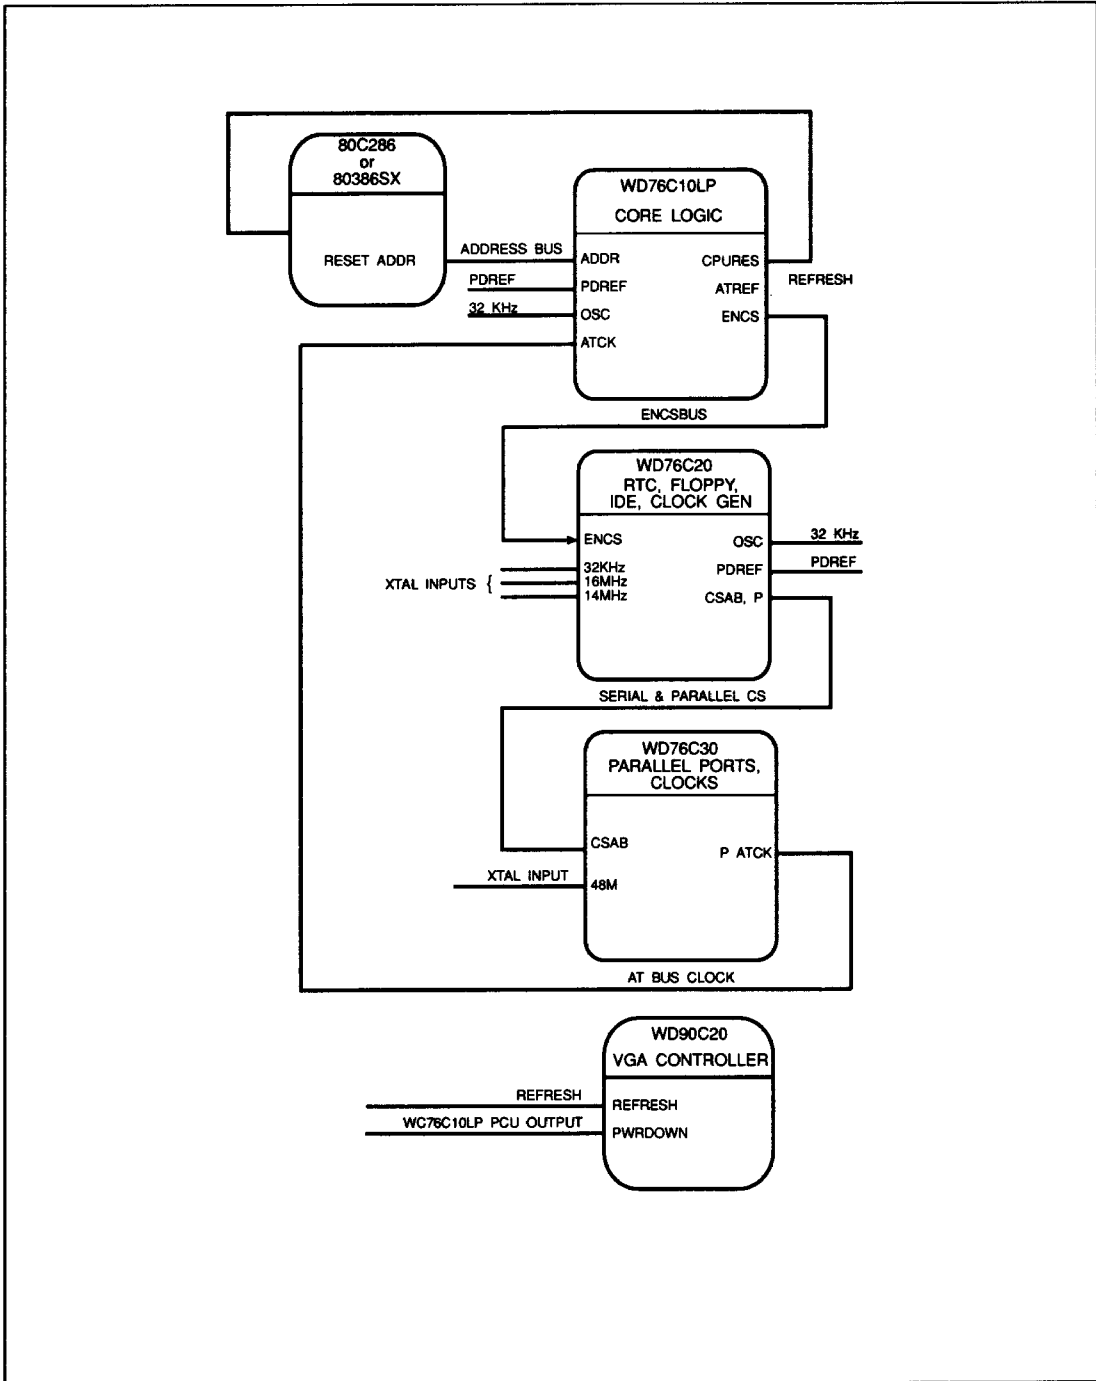 80C286
or
80386SX
RESET ADDR
ADDRESS BUS
PDREF
32 KHz
WD76C10LP
CORE LOGIC
ADDR
PDREF
OSC
ATCK
CPURES
ATREF
ENCS
REFRESH
ENCSBUS
WD76C20
RTC, FLOPPY,
IDE, CLOCK GEN
ENCS
XTAL INPUTS {
32KHz
16MHz
14MHz
OSC
PDREF
CSAB, P
32 KHz
PDREF
SERIAL & PARALLEL CS
WD76C30
PARALLEL PORTS,
CLOCKS
CSAB
P ATCK
XTAL INPUT
48M
AT BUS CLOCK
WD90C20
VGA CONTROLLER
REFRESH
REFRESH
WC76C10LP PCU OUTPUT
PWRDOWN